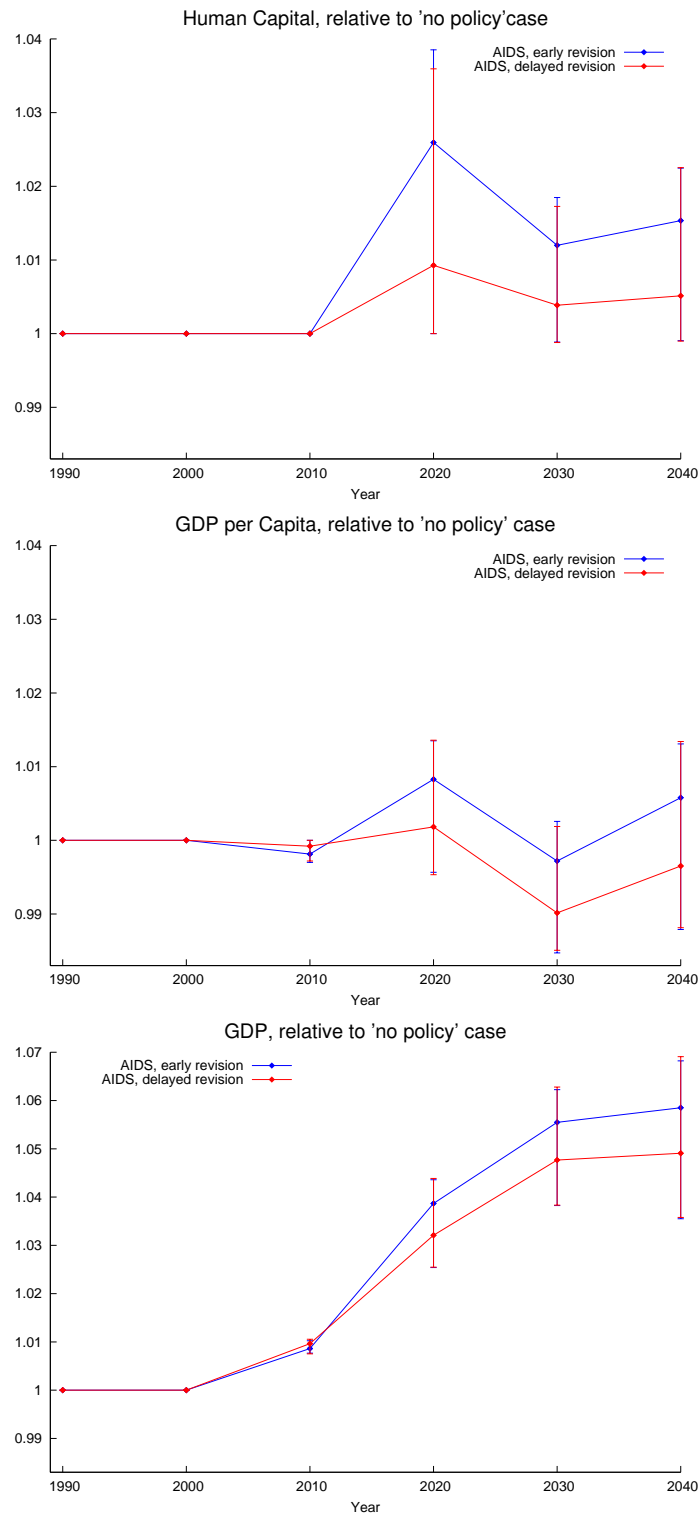 Human Capital, relative to 'no policy'case
1.04
AIDS, early revision
AIDS, delayed revision
1.03
1.02
1.01
1
0.99
1990 2000 2010 2020 2030 2040
Year
GDP per Capita, relative to 'no policy' case
1.04
AIDS, early revision
AIDS, delayed revision
1.03
1.02
1.01
1
0.99
1990 2000 2010 2020 2030 2040
Year
GDP, relative to 'no policy' case
1.07
AIDS, early revision
AIDS, delayed revision
1.06
1.05
1.04
1.03
1.02
1.01
1
0.99
1990 2000 2010 2020 2030 2040
Year